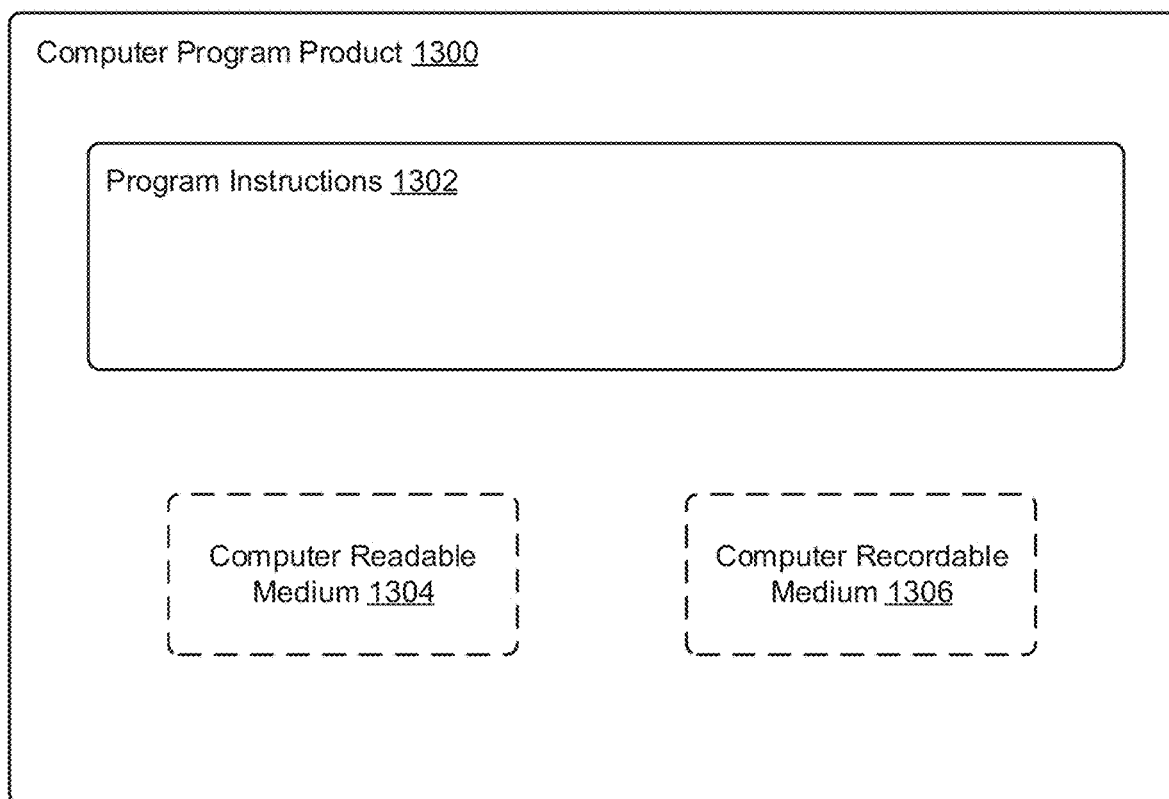 Computer Program Product 1300
Program Instructions 1302
Computer Readable
Medium 1304
Computer Recordable
Medium 1306